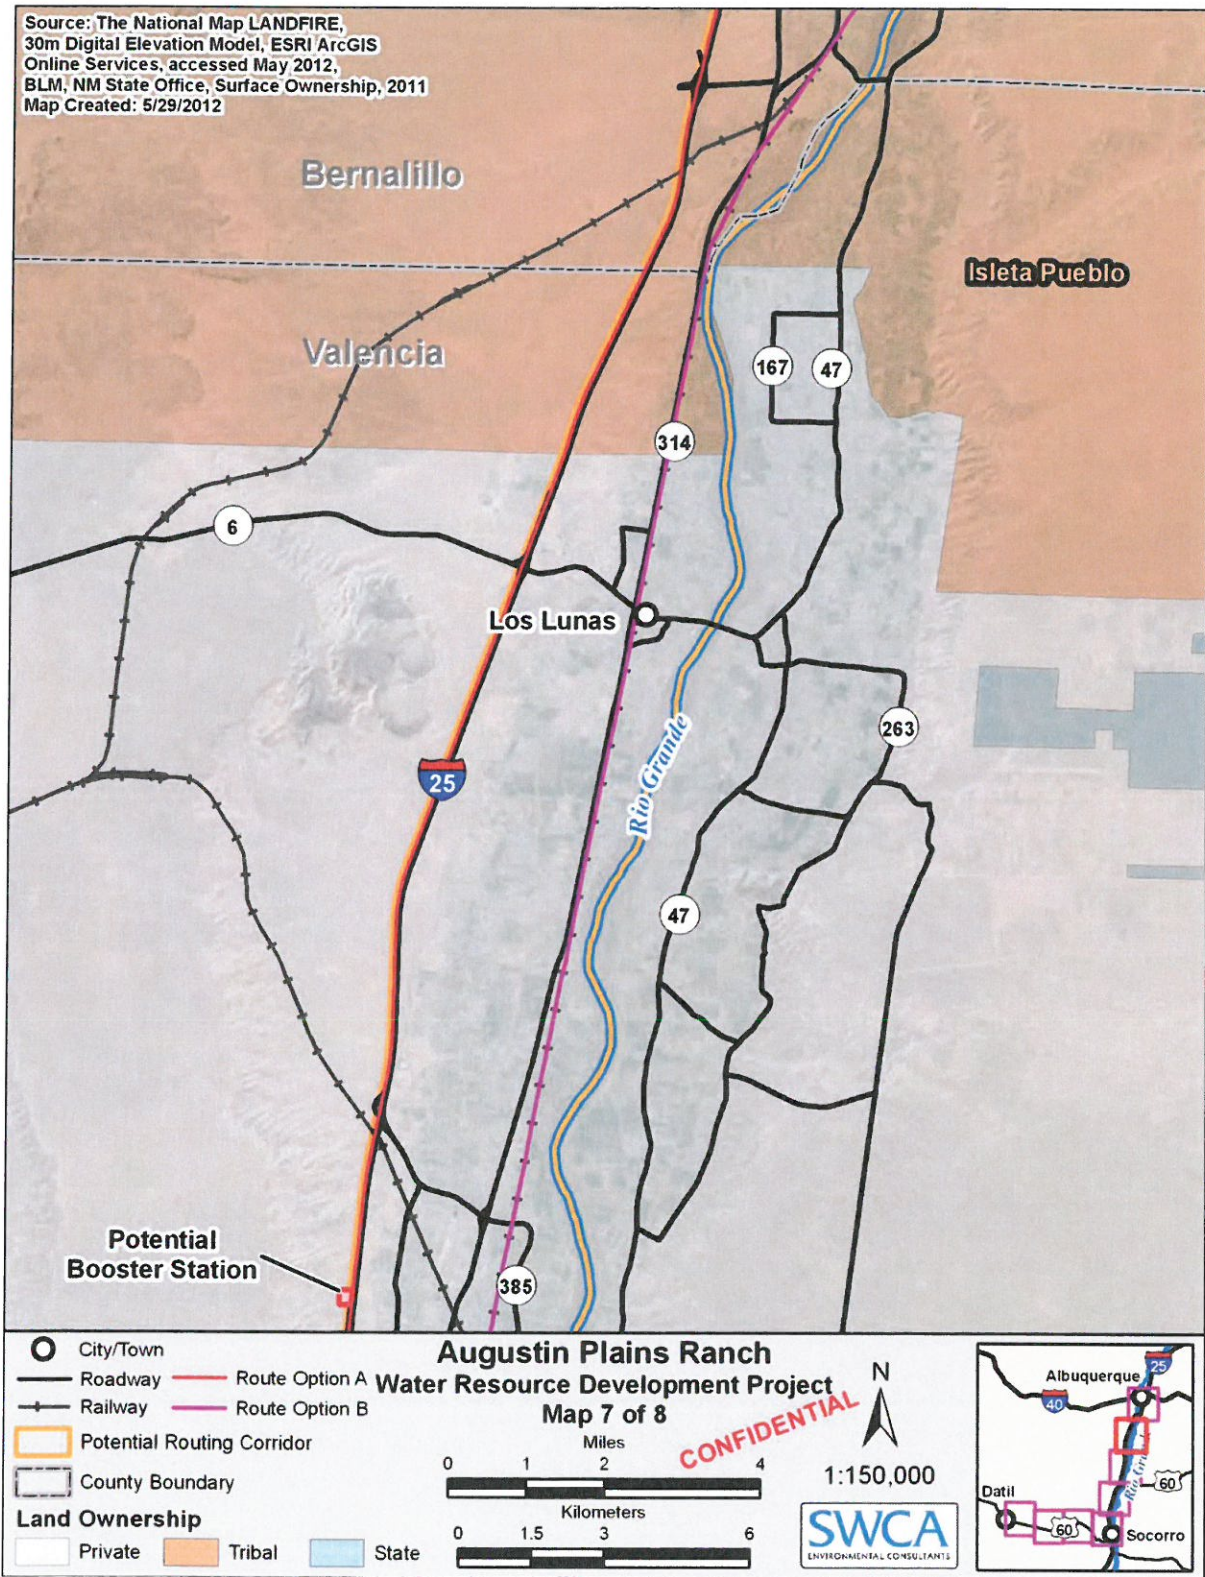 Source: The National Map LANDFIRE,
30m Digital Elevation Model, ESRI ArcGIS
Online Services, accessed May 2012,
BLM, NM State Office, Surface Ownership, 2011
Map Created: 5/29/2012
Bernalillo
Isleta Pueblo
Valencia
167
47
314
6
Los Lunas
263
25
Rio Grande
47
Potential
Booster Station
385
City/Town
Roadway
Route Option A
Railway
Route Option B
Potential Routing Corridor
County Boundary
Land Ownership
Private
Tribal
State
Augustin Plains Ranch
Water Resource Development Project
Map 7 of 8
CONFIDENTIAL
Miles
0 1 2 4
Kilometers
0 1.5 3 6
N
1:150,000
SWCA
ENVIRONMENTAL CONSULTANTS
25
Albuquerque
40
Rio Grande
60
Datil
60
Socorro